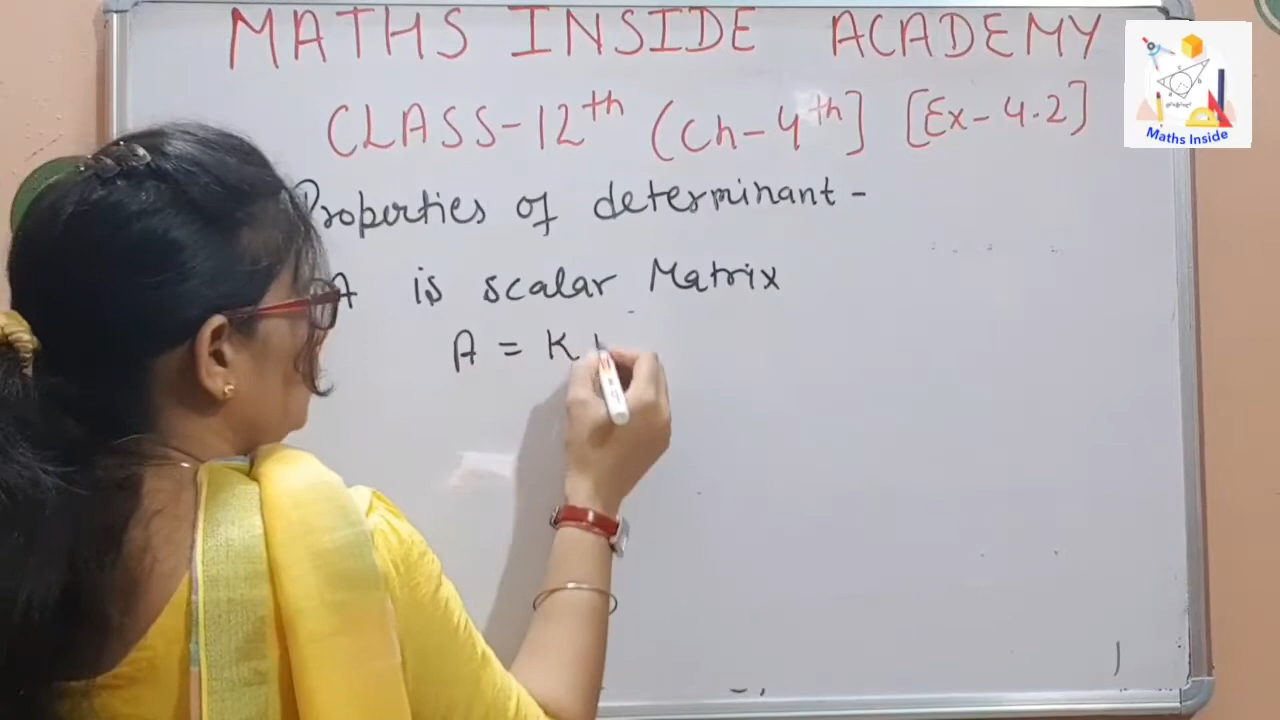 MATHS INSIDE ACADEMY
CLASS-12th (Ch-4th] [Ex-4.2]
Properties of determinant -
A is scalar Matrix
A = K
Maths Inside